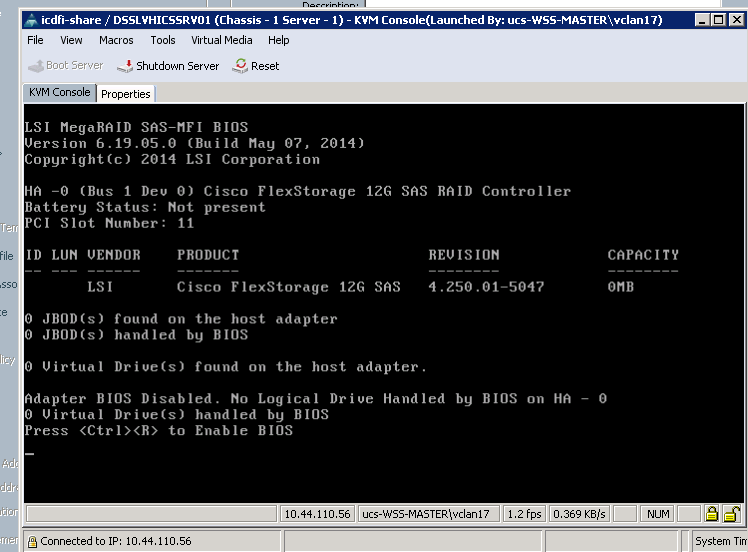 Description:
icdfi-share / DSSLVHICSSRV01 (Chassis - 1 Server - 1) - KVM Console(Launched By: ucs-WSS-MASTER\vclan17)
File View Macros Tools Virtual Media Help
Boot Server Shutdown Server Reset
KVM Console Properties
LSI MegaRAID SAS-MFI BIOS
Version 6.19.05.0 (Build May 07, 2014)
Copyright(c) 2014 LSI Corporation
HA -0 (Bus 1 Dev 0) Cisco FlexStorage 12G SAS RAID Controller
Battery Status: Not present
PCI Slot Number: 11
ID LUN VENDOR PRODUCT REVISION CAPACITY
-- --- ------ ------- -------- --------
LSI Cisco FlexStorage 12G SAS 4.250.01-5047 0MB
0 JBOD(s) found on the host adapter
0 JBOD(s) handled by BIOS
0 Virtual Drive(s) found on the host adapter.
Adapter BIOS Disabled. No Logical Drive Handled by BIOS on HA - 0
0 Virtual Drive(s) handled by BIOS
Press <Ctrl><R> to Enable BIOS
_
10.44.110.56 ucs-WSS-MASTER\vclan17 1.2 fps 0.369 KB/s NUM
Connected to IP: 10.44.110.56 System Tim